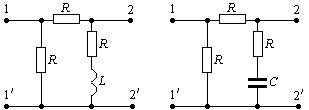 1 R 2 1 R 2
R R R R
L C
1′ 2′ 1′ 2′